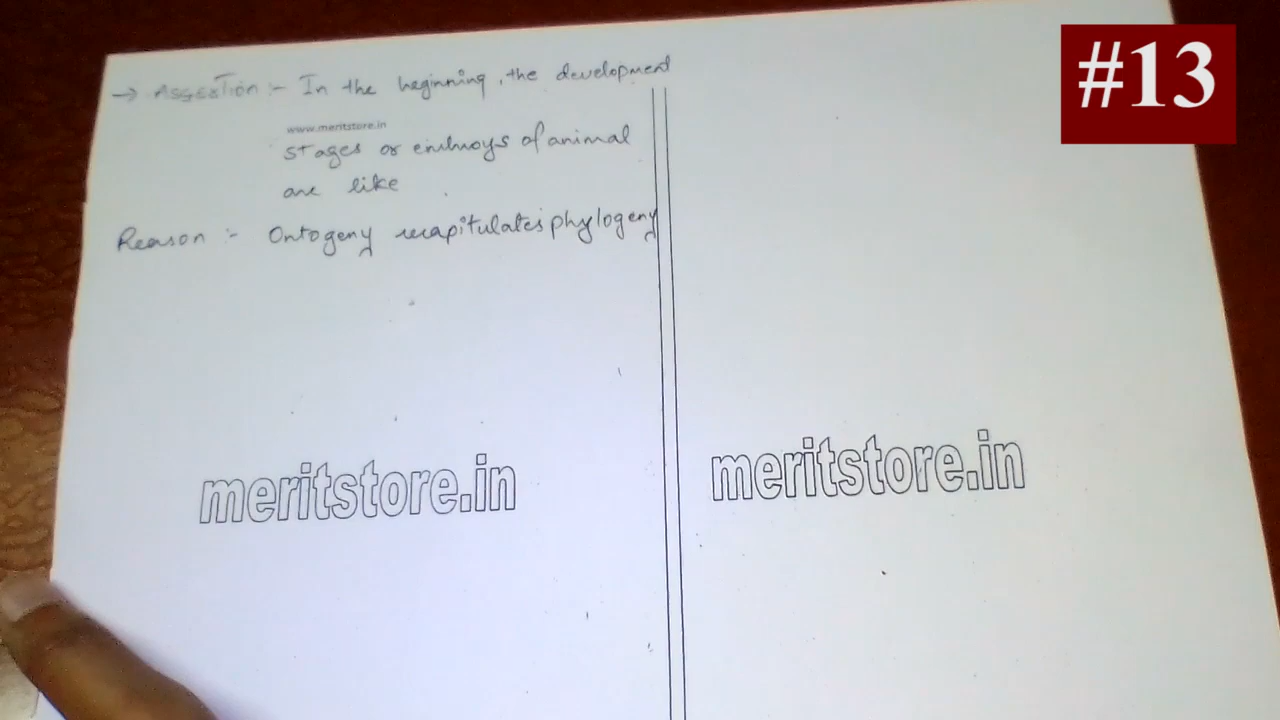 #13
→ Assertion :- In the beginning, the development
www.meritstore.in
stages or embroys of animal
are like
Reason :- Ontogeny recapitulates phylogeny
meritstore.in
meritstore.in